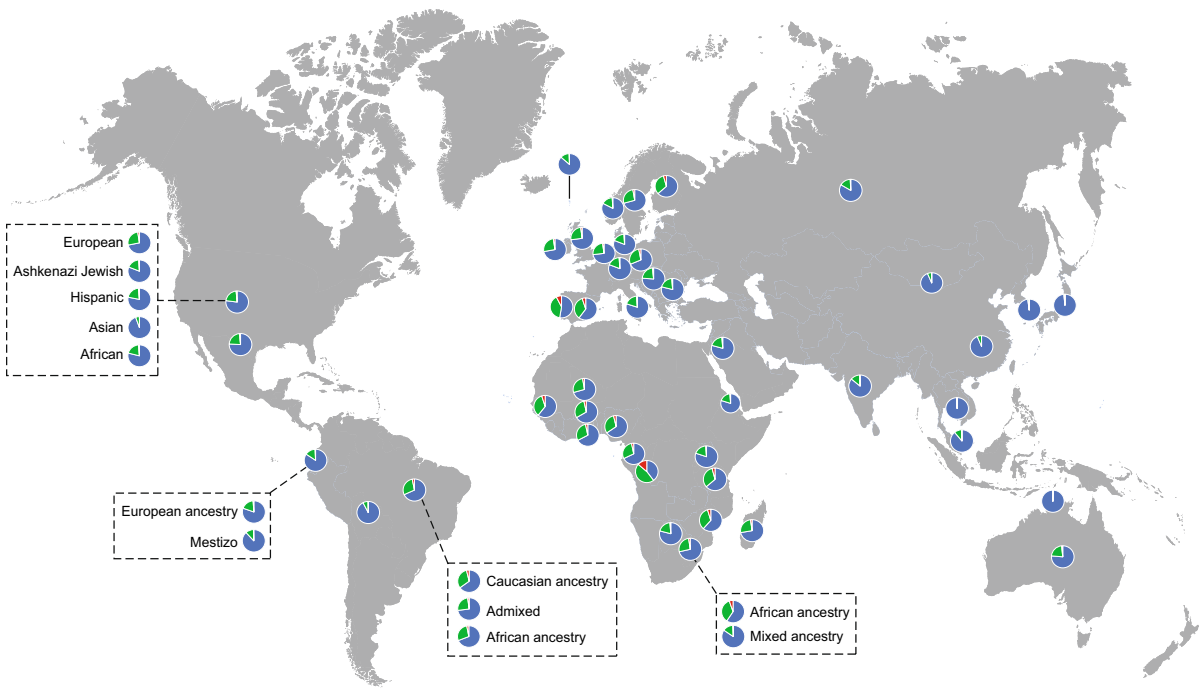 European
Ashkenazi Jewish
Hispanic
Asian
African
European ancestry
Mestizo
Caucasian ancestry
Admixed
African ancestry
African ancestry
Mixed ancestry